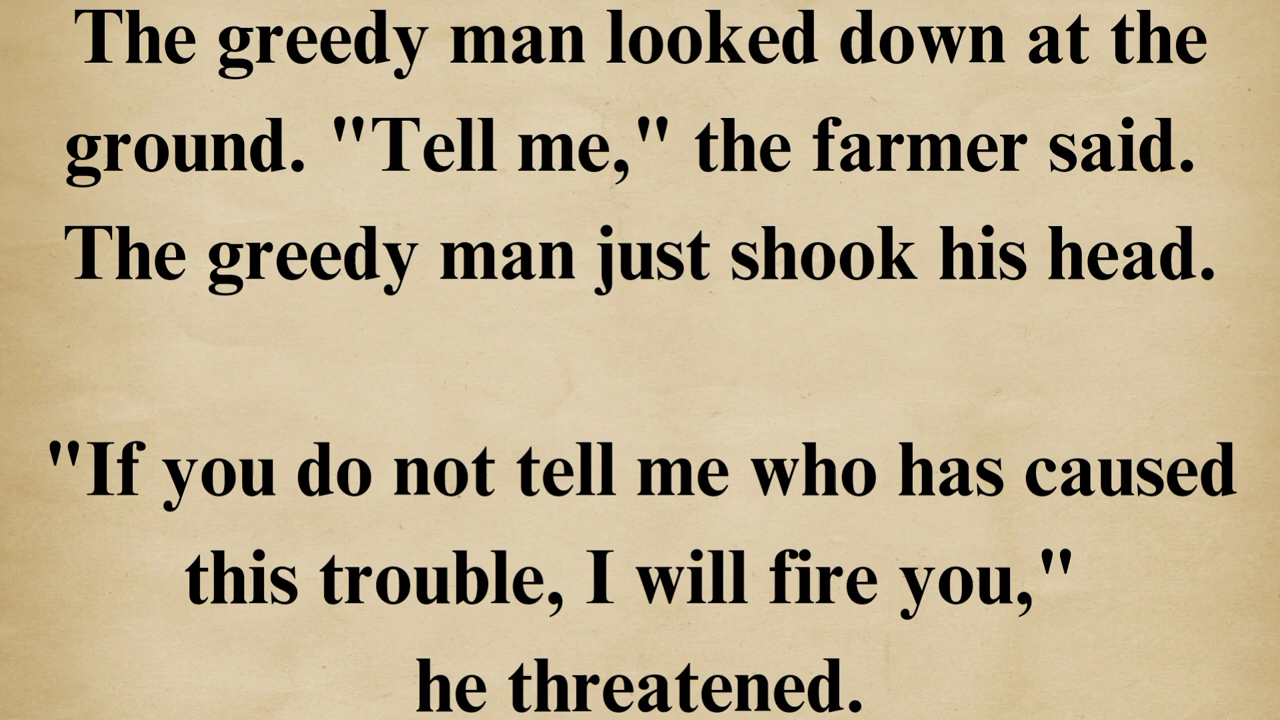 The greedy man looked down at the
ground. "Tell me," the farmer said.
The greedy man just shook his head.
"If you do not tell me who has caused
this trouble, I will fire you,"
he threatened.